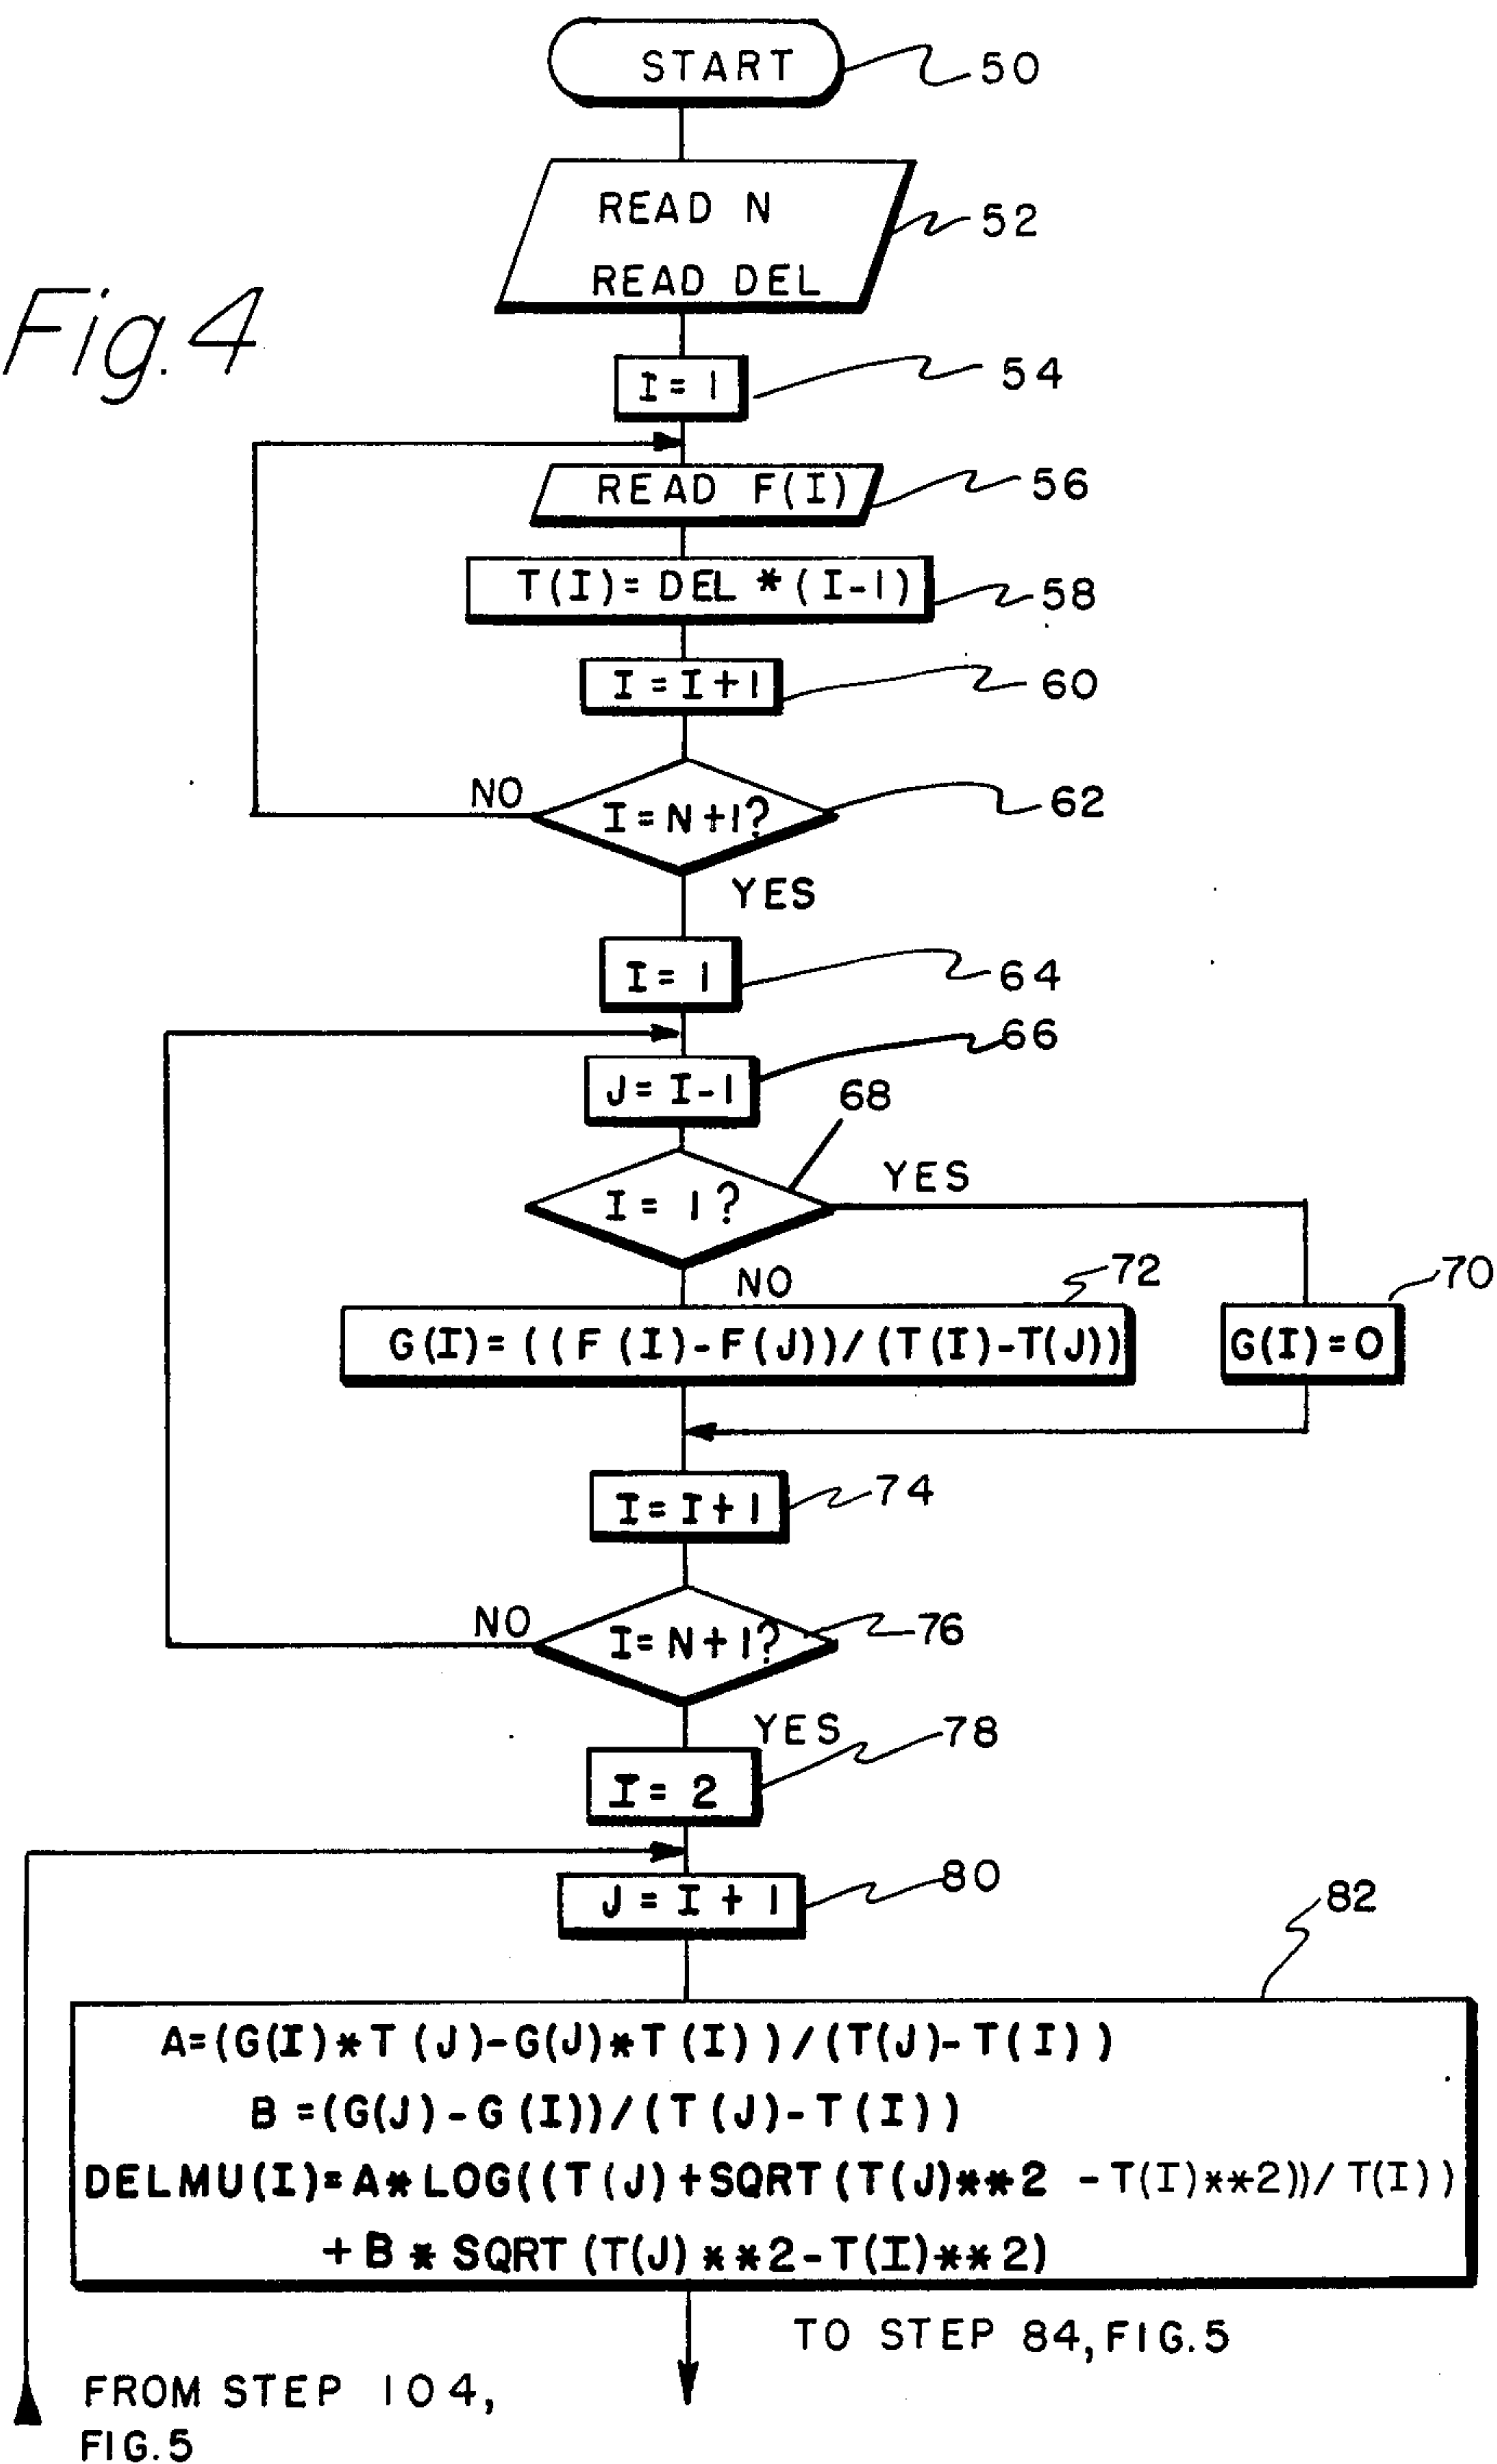 START
50
READ N
52
READ DEL
Fig. 4
I = 1
54
READ F(I)
56
T(I)= DEL * (I-1)
58
I = I+1
60
NO
I = N+1?
62
YES
I = 1
64
66
J = I-1
68
YES
I = 1?
NO
72
70
G(I)= ((F(I)-F(J))/(T(I)-T(J))
G(I)=0
I = I+1
74
NO
I = N+1?
76
YES
78
I = 2
J = I + 1
80
82
A=(G(I)*T(J)-G(J)*T(I))/(T(J)-T(I))
B =(G(J)-G(I))/(T(J)-T(I))
DELMU(I)=A*LOG((T(J)+SQRT(T(J)**2 -T(I)**2))/T(I))
+B * SQRT(T(J)**2-T(I)**2)
TO STEP 84, FIG.5
FROM STEP 104,
FIG.5